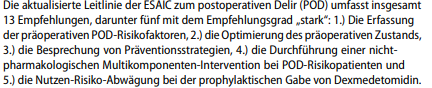 Die aktualisierte Leitlinie der ESAIC zum postoperativen Delir (POD) umfasst insgesamt
13 Empfehlungen, darunter fünf mit dem Empfehlungsgrad „stark“: 1.) Die Erfassung
der präoperativen POD-Risikofaktoren, 2.) die Optimierung des präoperativen Zustands,
3.) die Besprechung von Präventionsstrategien, 4.) die Durchführung einer nicht-
pharmakologischen Multikomponenten-Intervention bei POD-Risikopatienten und
5.) die Nutzen-Risiko-Abwägung bei der prophylaktischen Gabe von Dexmedetomidin.